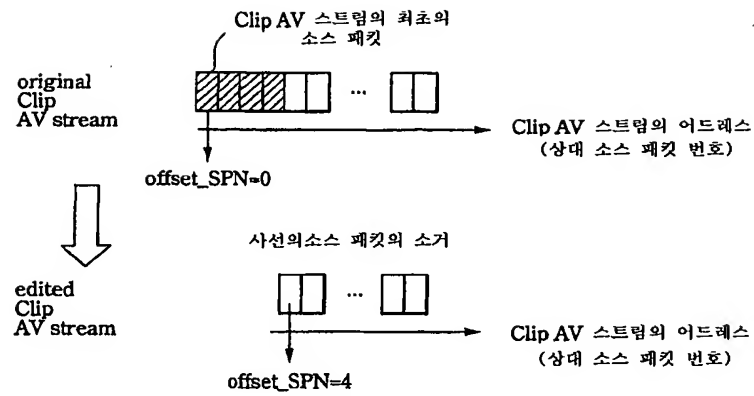 Clip AV 스트림의 최초의
소스 패킷
original
Clip
AV stream
...
Clip AV 스트림의 어드레스
(상대 소스 패킷 번호)
offset_SPN=0
사선의소스 패킷의 소거
edited
Clip
AV stream
...
Clip AV 스트림의 어드레스
(상대 소스 패킷 번호)
offset_SPN=4